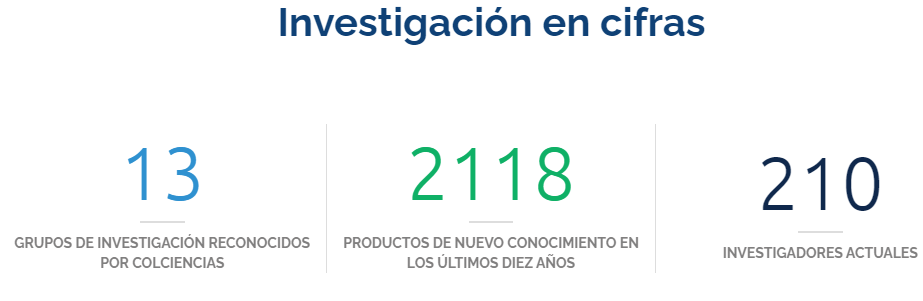 Investigación en cifras
13
GRUPOS DE INVESTIGACIÓN RECONOCIDOS
POR COLCIENCIAS
2118
PRODUCTOS DE NUEVO CONOCIMIENTO EN
LOS ÚLTIMOS DIEZ AÑOS
210
INVESTIGADORES ACTUALES